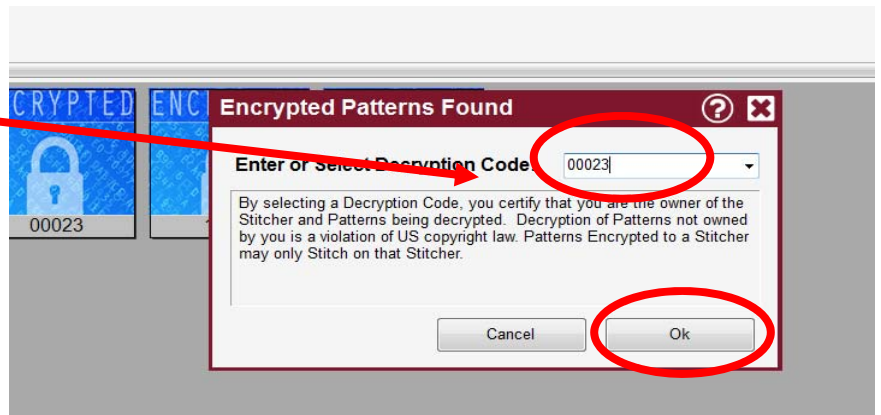 CRYPTED
ENC
00023
Encrypted Patterns Found
Enter or Select Decryption Code:
00023
By selecting a Decryption Code, you certify that you are the owner of the
Stitcher and Patterns being decrypted. Decryption of Patterns not owned
by you is a violation of US copyright law. Patterns Encrypted to a Stitcher
may only Stitch on that Stitcher.
Cancel
Ok